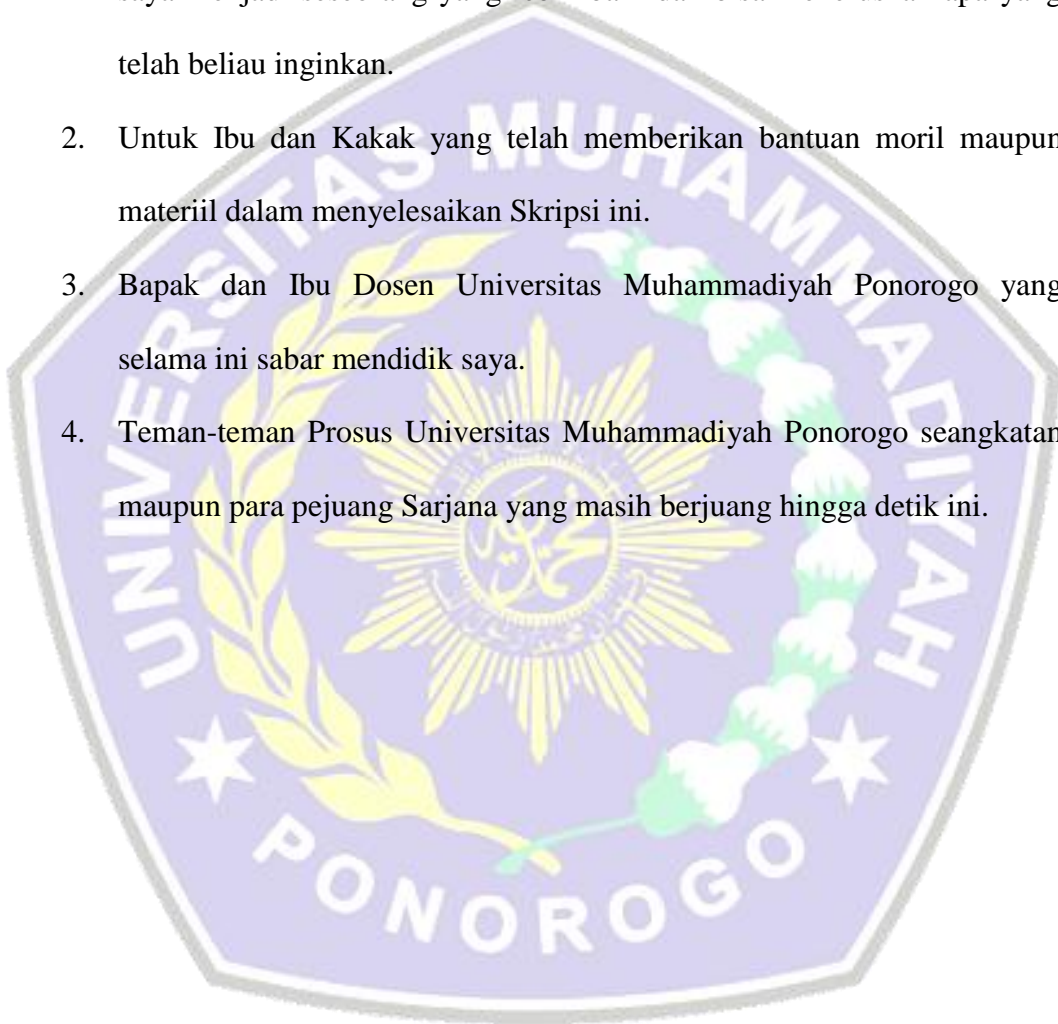 telah beliau inginkan.
2. Untuk Ibu dan Kakak yang telah memberikan bantuan moril maupun
materiil dalam menyelesaikan Skripsi ini.
3. Bapak dan Ibu Dosen Universitas Muhammadiyah Ponorogo yang
selama ini sabar mendidik saya.
4. Teman-teman Prosus Universitas Muhammadiyah Ponorogo seangkatan
maupun para pejuang Sarjana yang masih berjuang hingga detik ini.
UNIVERSITAS MUHAMMADIYAH
PONOROGO